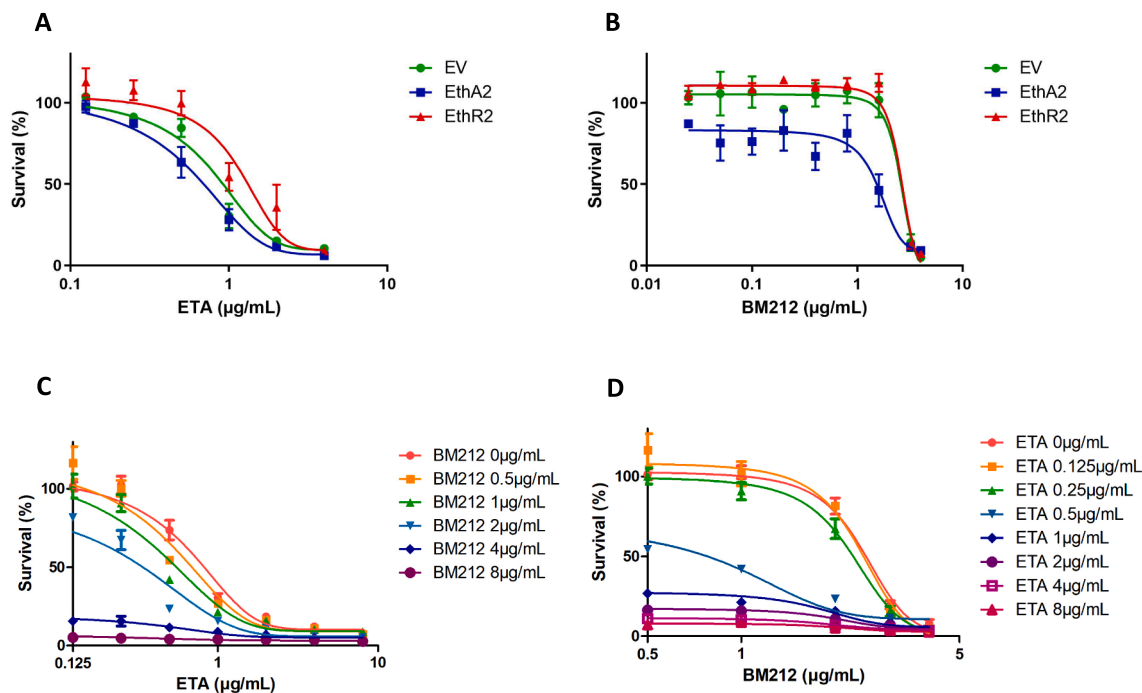 A
Survival (%)
100
50
0
0.1
1
10
ETA (µg/mL)
EV
EthA2
EthR2
B
Survival (%)
100
50
0
0.01
0.1
1
10
BM212 (µg/mL)
EV
EthA2
EthR2
C
Survival (%)
100
50
0
0.125
1
10
ETA (µg/mL)
BM212 0µg/mL
BM212 0.5µg/mL
BM212 1µg/mL
BM212 2µg/mL
BM212 4µg/mL
BM212 8µg/mL
D
Survival (%)
100
50
0
0.5
1
5
BM212 (µg/mL)
ETA 0µg/mL
ETA 0.125µg/mL
ETA 0.25µg/mL
ETA 0.5µg/mL
ETA 1µg/mL
ETA 2µg/mL
ETA 4µg/mL
ETA 8µg/mL